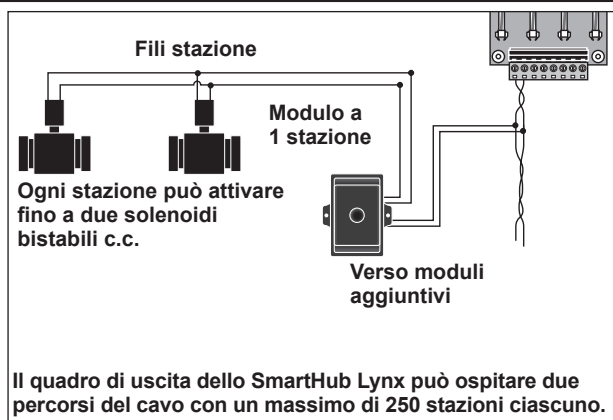 Fili stazione
Modulo a
1 stazione
Ogni stazione può attivare
fino a due solenoidi
bistabili c.c.
Verso moduli
aggiuntivi
Il quadro di uscita dello SmartHub Lynx può ospitare due
percorsi del cavo con un massimo di 250 stazioni ciascuno.